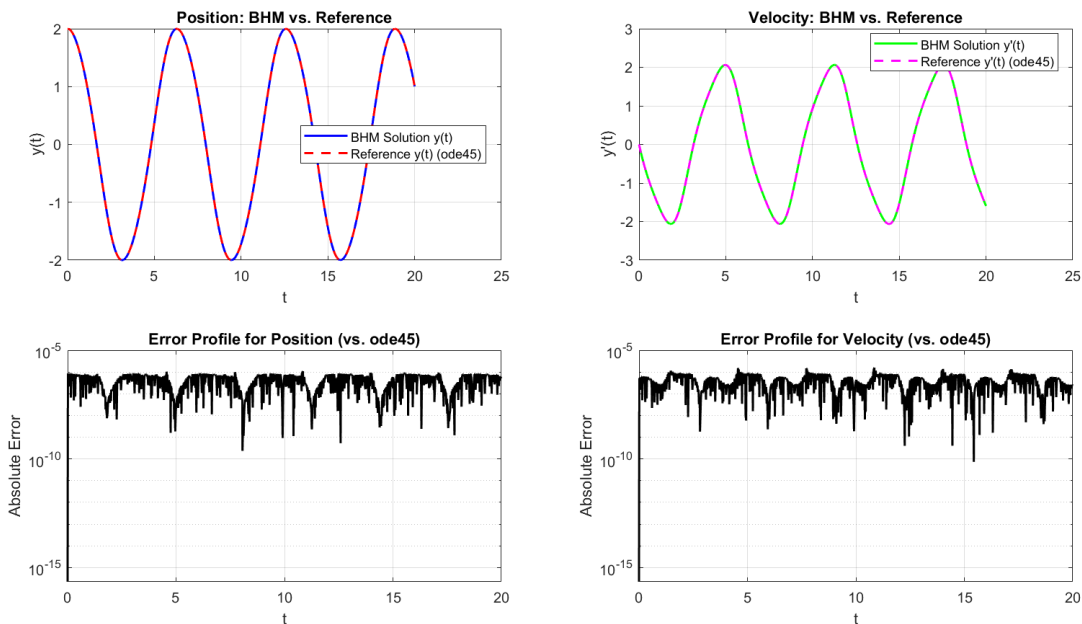 Position: BHM vs. Reference
2
1
0
-1
-2
y(t)
BHM Solution y(t)
Reference y(t) (ode45)
0 5 10 15 20 25
t
Velocity: BHM vs. Reference
3
2
1
0
-1
-2
-3
y'(t)
BHM Solution y'(t)
Reference y'(t) (ode45)
0 5 10 15 20 25
t
Error Profile for Position (vs. ode45)
10-5
10-10
10-15
Absolute Error
0 5 10 15 20
t
Error Profile for Velocity (vs. ode45)
10-5
10-10
10-15
Absolute Error
0 5 10 15 20
t